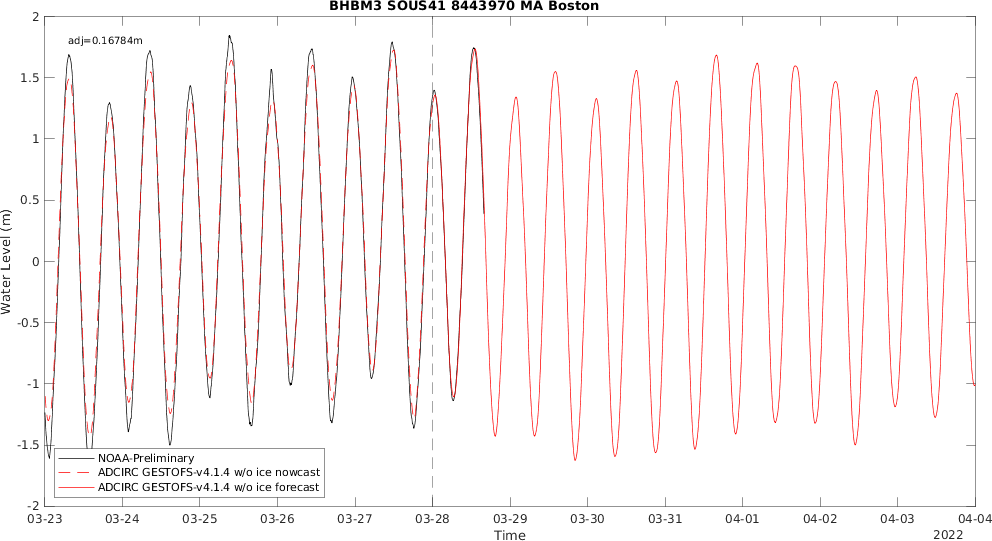 BHBM3 SOUS41 8443970 MA Boston
adj=0.16784m
2
1.5
1
0.5
0
-0.5
-1
-1.5
-2
Water Level (m)
NOAA-Preliminary
ADCIRC GESTOFS-v4.1.4 w/o ice nowcast
ADCIRC GESTOFS-v4.1.4 w/o ice forecast
03-23 03-24 03-25 03-26 03-27 03-28 03-29 03-30 03-31 04-01 04-02 04-03 04-04
Time
2022